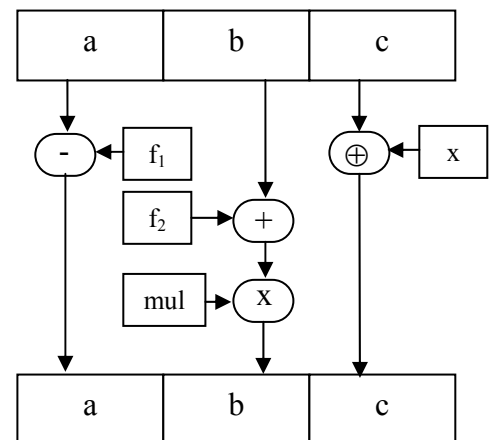 a b c
- f₁ ⊕ x
f₂ +
mul x
a b c